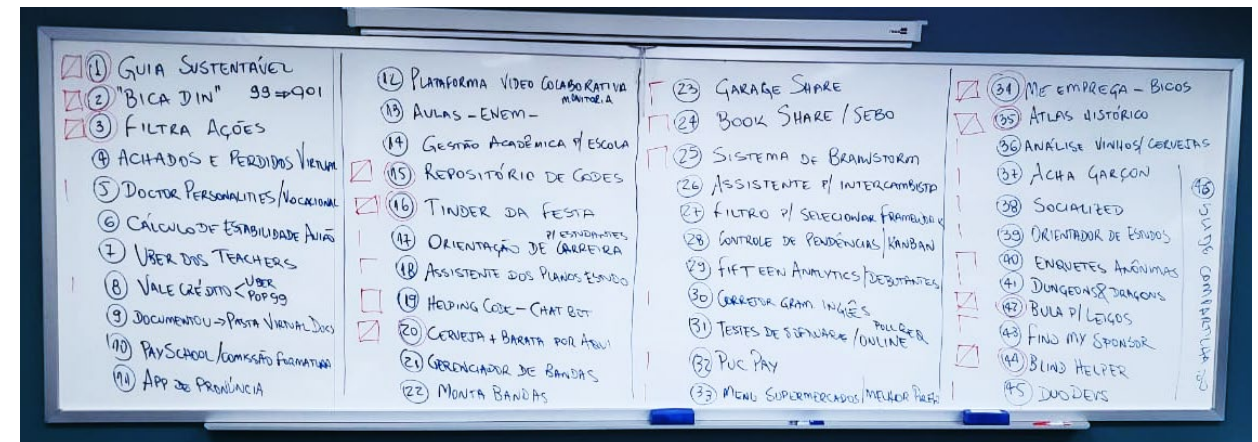 1 GUIA SUSTENTÁVEL
2 "BICA DIN" 99⇒901
3 FILTRA AÇÕES
4 ACHADOS E PERDIDOS VIRTUAL
5 DOCTOR PERSONALITIES/VOCACIONAL
6 CÁLCULO DE ESTABILIDADE AVIÃO
7 UBER DOS TEACHERS
8 VALE CRÉDITO < UBER
POP99
9 DOCUMENTOU → PASTA VIRTUAL DOCS
10 PAYSCHOOL/COMISSÃO FORMATURA
11 APP DE PRONÚNCIA
12 PLATAFORMA VIDEO COLABORATIVA
MONITORIA
13 AULAS - ENEM -
14 GESTÃO ACADÊMICA P/ ESCOLA
15 REPOSITÓRIO DE CODES
16 TINDER DA FESTA
P/ ESTUDANTES
17 ORIENTAÇÃO DE CARREIRA
18 ASSISTENTE DOS PLANOS ESTUDO
19 HELPING CODE - CHAT BOT
20 CERVEJA + BARATA POR AQUI
21 GERENCIADOR DE BANDAS
22 MONTA BANDAS
23 GARAGE SHARE
24 BOOK SHARE / SEBO
25 SISTEMA DE BRAINSTORM
26 ASSISTENTE P/ INTERCAMBISTA
27 FILTRO P/ SELECIONAR FRAMEWORK
28 CONTROLE DE PENDÊNCIAS/KANBAN
29 FIFTEEN ANALYTICS/DEBUTANTES
30 CORRETOR GRAM INGLÊS
31 TESTES DE SOFTWARE/ONLINE
32 PUC PAY
33 MENU SUPERMERCADOS/MELHOR
34 ME EMPREGA - BICOS
35 ATLAS HISTÓRICO
36 ANÁLISE VINHOS/CERVEJAS
37 ACHA GARÇON
38 SOCIALIZED
39 ORIENTADOR DE ESTUDOS
40 ENQUETES ANÔNIMAS
41 DUNGEONS & DRAGONS
42 BULA P/ LEIGOS
43 FIND MY SPONSOR
44 BLIND HELPER
45 DUODEVS
46